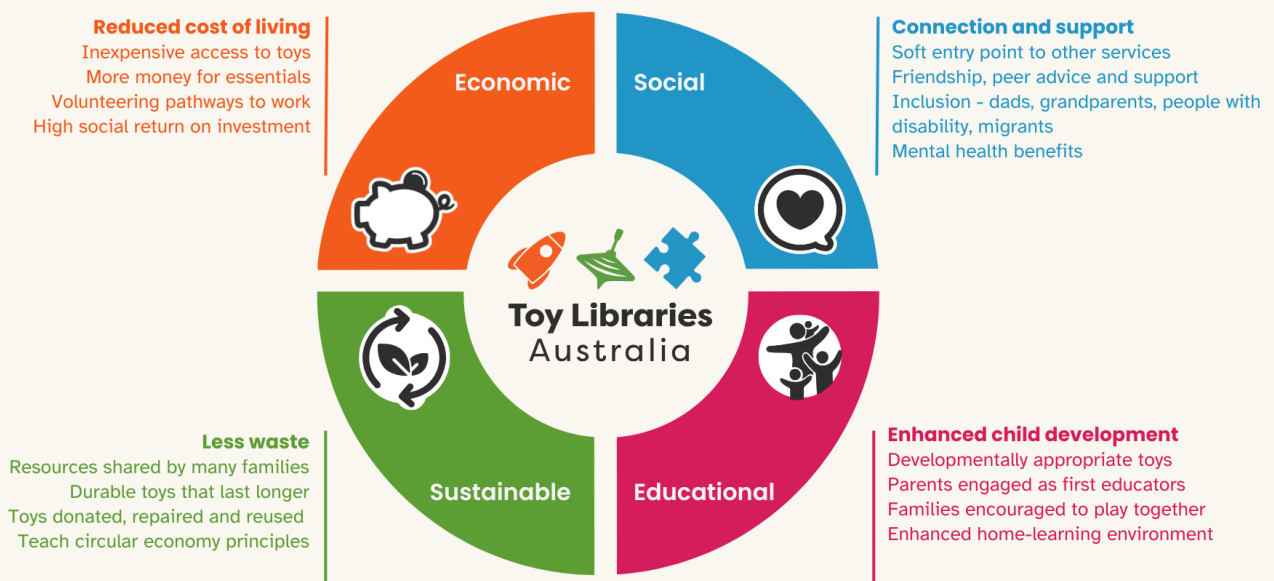 Reduced cost of living
Inexpensive access to toys
More money for essentials
Volunteering pathways to work
High social return on investment
Economic
Social
Connection and support
Soft entry point to other services
Friendship, peer advice and support
Inclusion - dads, grandparents, people with
disability, migrants
Mental health benefits
Toy Libraries
Australia
Less waste
Resources shared by many families
Durable toys that last longer
Toys donated, repaired and reused
Teach circular economy principles
Sustainable
Educational
Enhanced child development
Developmentally appropriate toys
Parents engaged as first educators
Families encouraged to play together
Enhanced home-learning environment